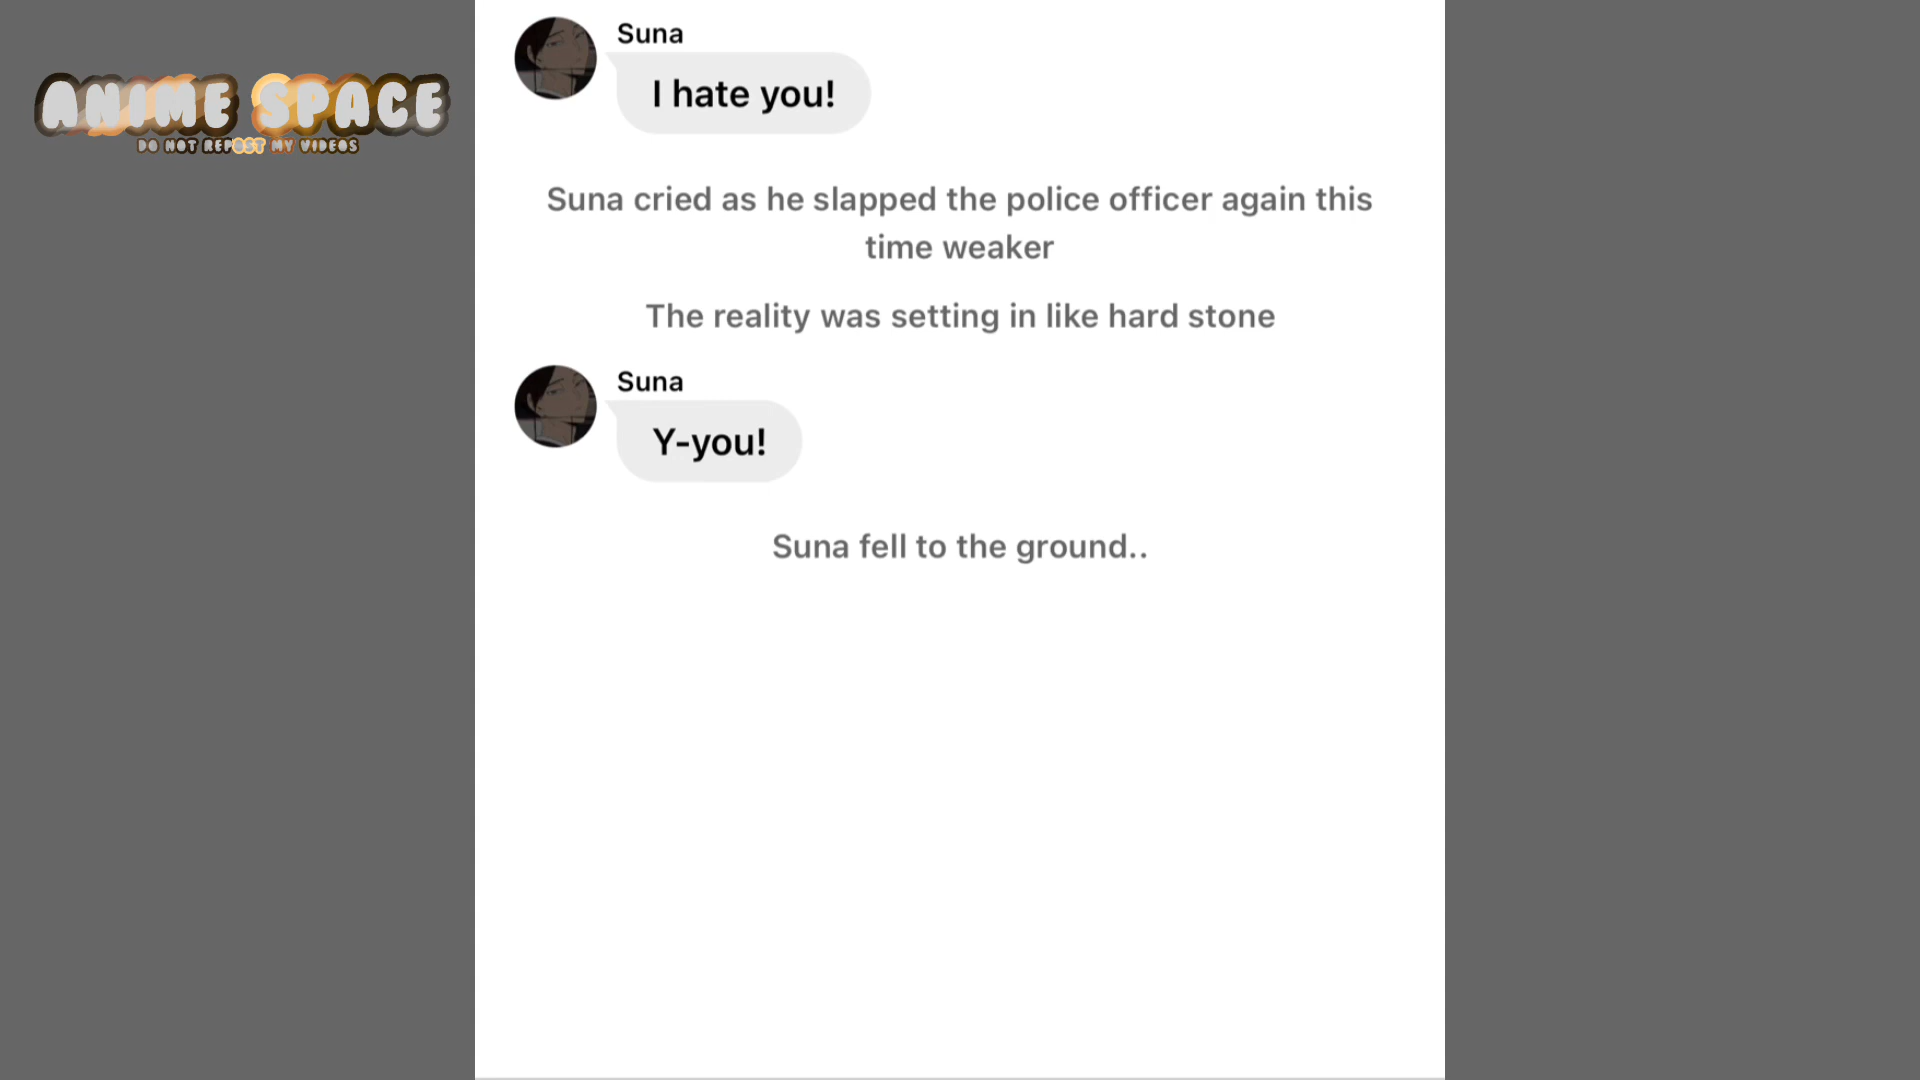 ANIME SPACE
DO NOT REPOST MY VIDEOS
Suna
I hate you!
Suna cried as he slapped the police officer again this
time weaker
The reality was setting in like hard stone
Suna
Y-you!
Suna fell to the ground..